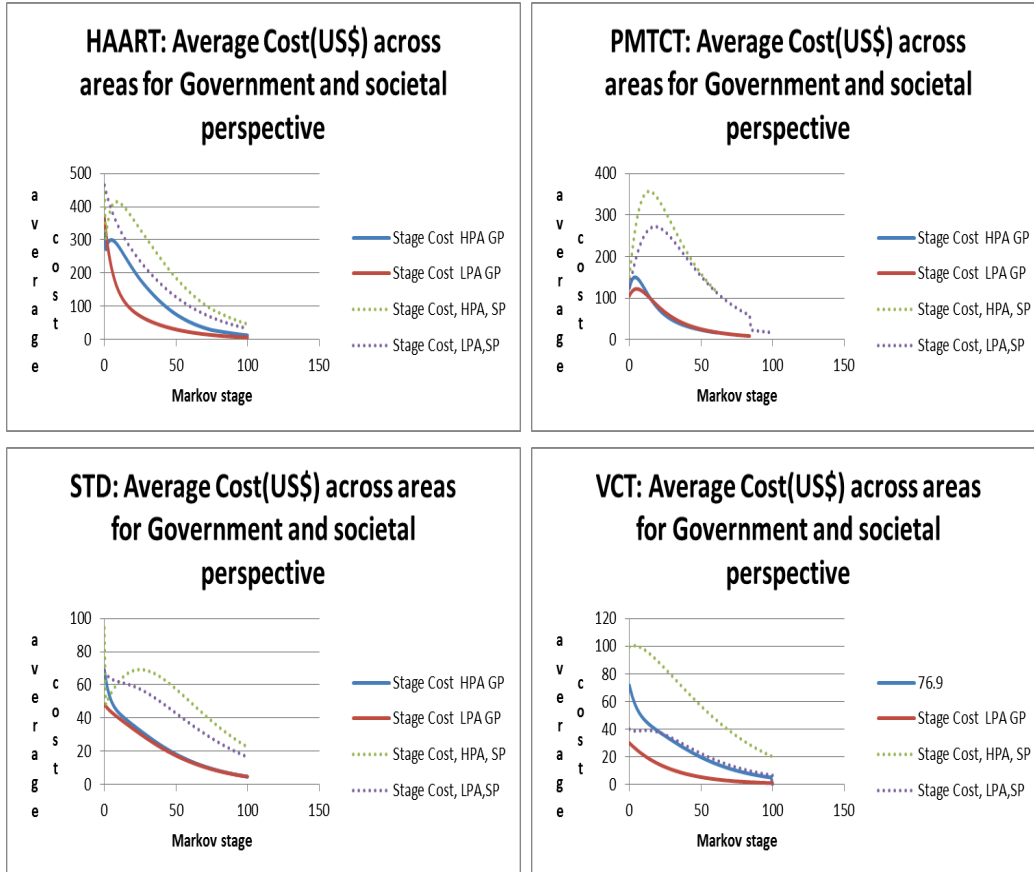 HAART: Average Cost(US$) across
areas for Government and societal
perspective
average
cost
500
400
300
200
100
0
0 50 100 150
Markov stage
Stage Cost HPA GP
Stage Cost LPA GP
Stage Cost, HPA, SP
Stage Cost, LPA,SP
PMTCT: Average Cost(US$) across
areas for Government and societal
perspective
average
cost
400
300
200
100
0
0 50 100 150
Markov stage
Stage Cost HPA GP
Stage Cost LPA GP
Stage Cost, HPA, SP
Stage Cost, LPA,SP
STD: Average Cost(US$) across areas
for Government and societal
perspective
average
cost
100
80
60
40
20
0
0 50 100 150
Markov stage
Stage Cost HPA GP
Stage Cost LPA GP
Stage Cost, HPA, SP
Stage Cost, LPA,SP
VCT: Average Cost(US$) across areas
for Government and societal
perspective
average
cost
120
100
80
60
40
20
0
0 50 100 150
Markov stage
76.9
Stage Cost LPA GP
Stage Cost, HPA, SP
Stage Cost, LPA,SP